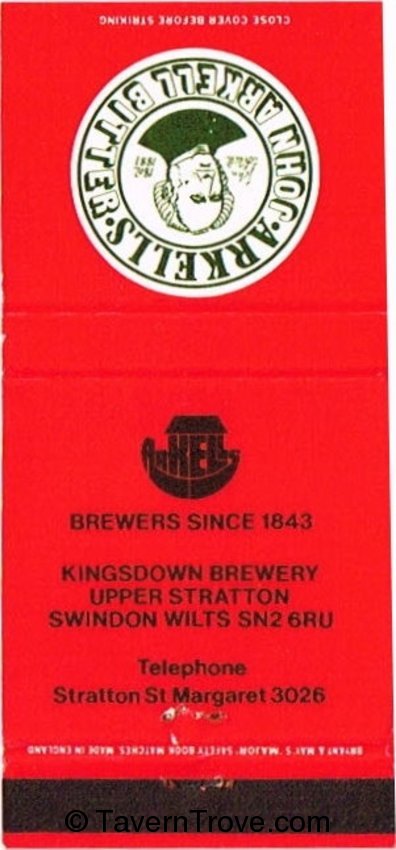 CLOSE COVER BEFORE STRIKING
JOHN ARKELL BITTER
·ARKELLS·
ARKELLS
BREWERS SINCE 1843
KINGSDOWN BREWERY
UPPER STRATTON
SWINDON WILTS SN2 6RU
Telephone
Stratton St Margaret 3026
BRYANT & MAY'S 'MAJOR' SAFETY BOOK MATCHES. MADE IN ENGLAND
© TavernTrove.com